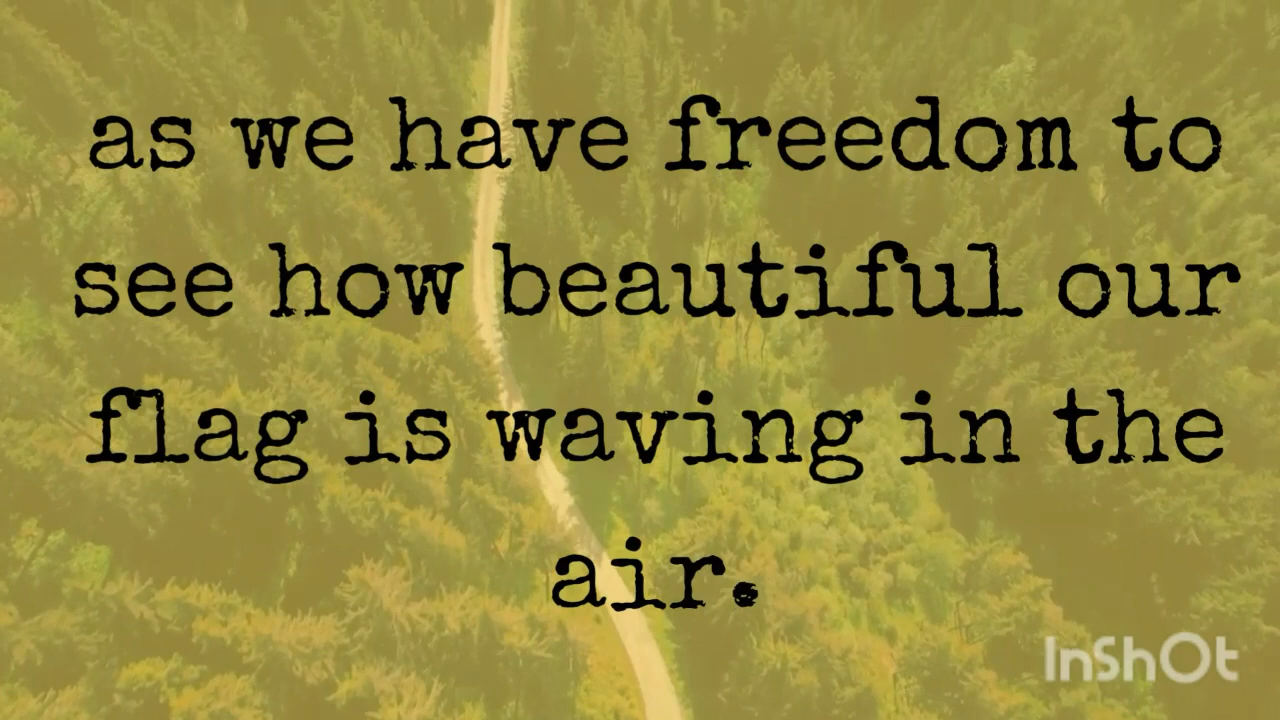 as we have freedom to
see how beautiful our
flag is waving in the
air.
InShOt